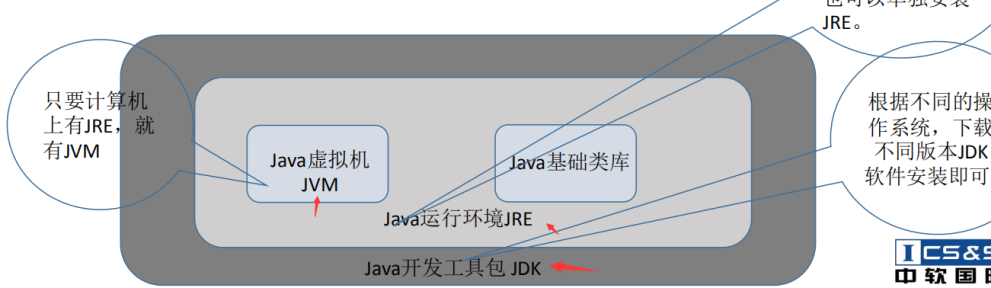 JRE。
只要计算机
上有JRE，就
有JVM
根据不同的操
作系统，下载
不同版本JDK
软件安装即可
Java虚拟机
JVM
Java基础类库
Java运行环境JRE
Java开发工具包 JDK
ICS&S
中软国